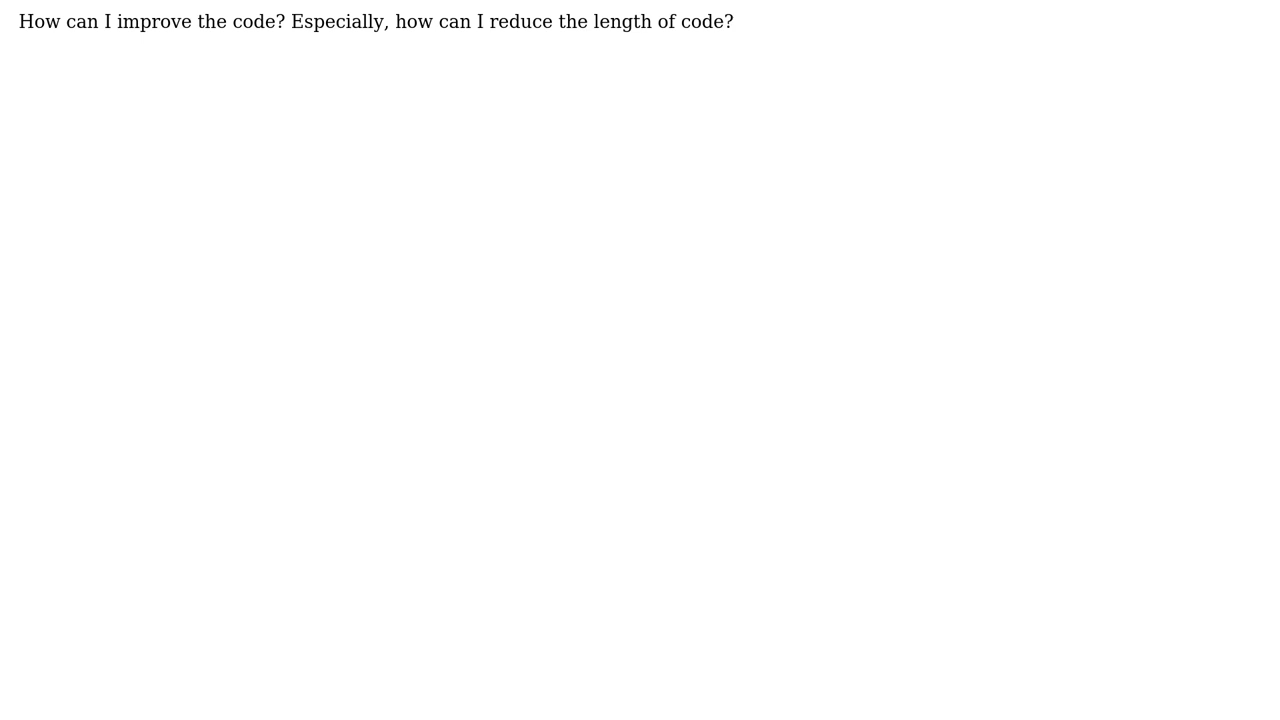 How can I improve the code? Especially, how can I reduce the length of code?